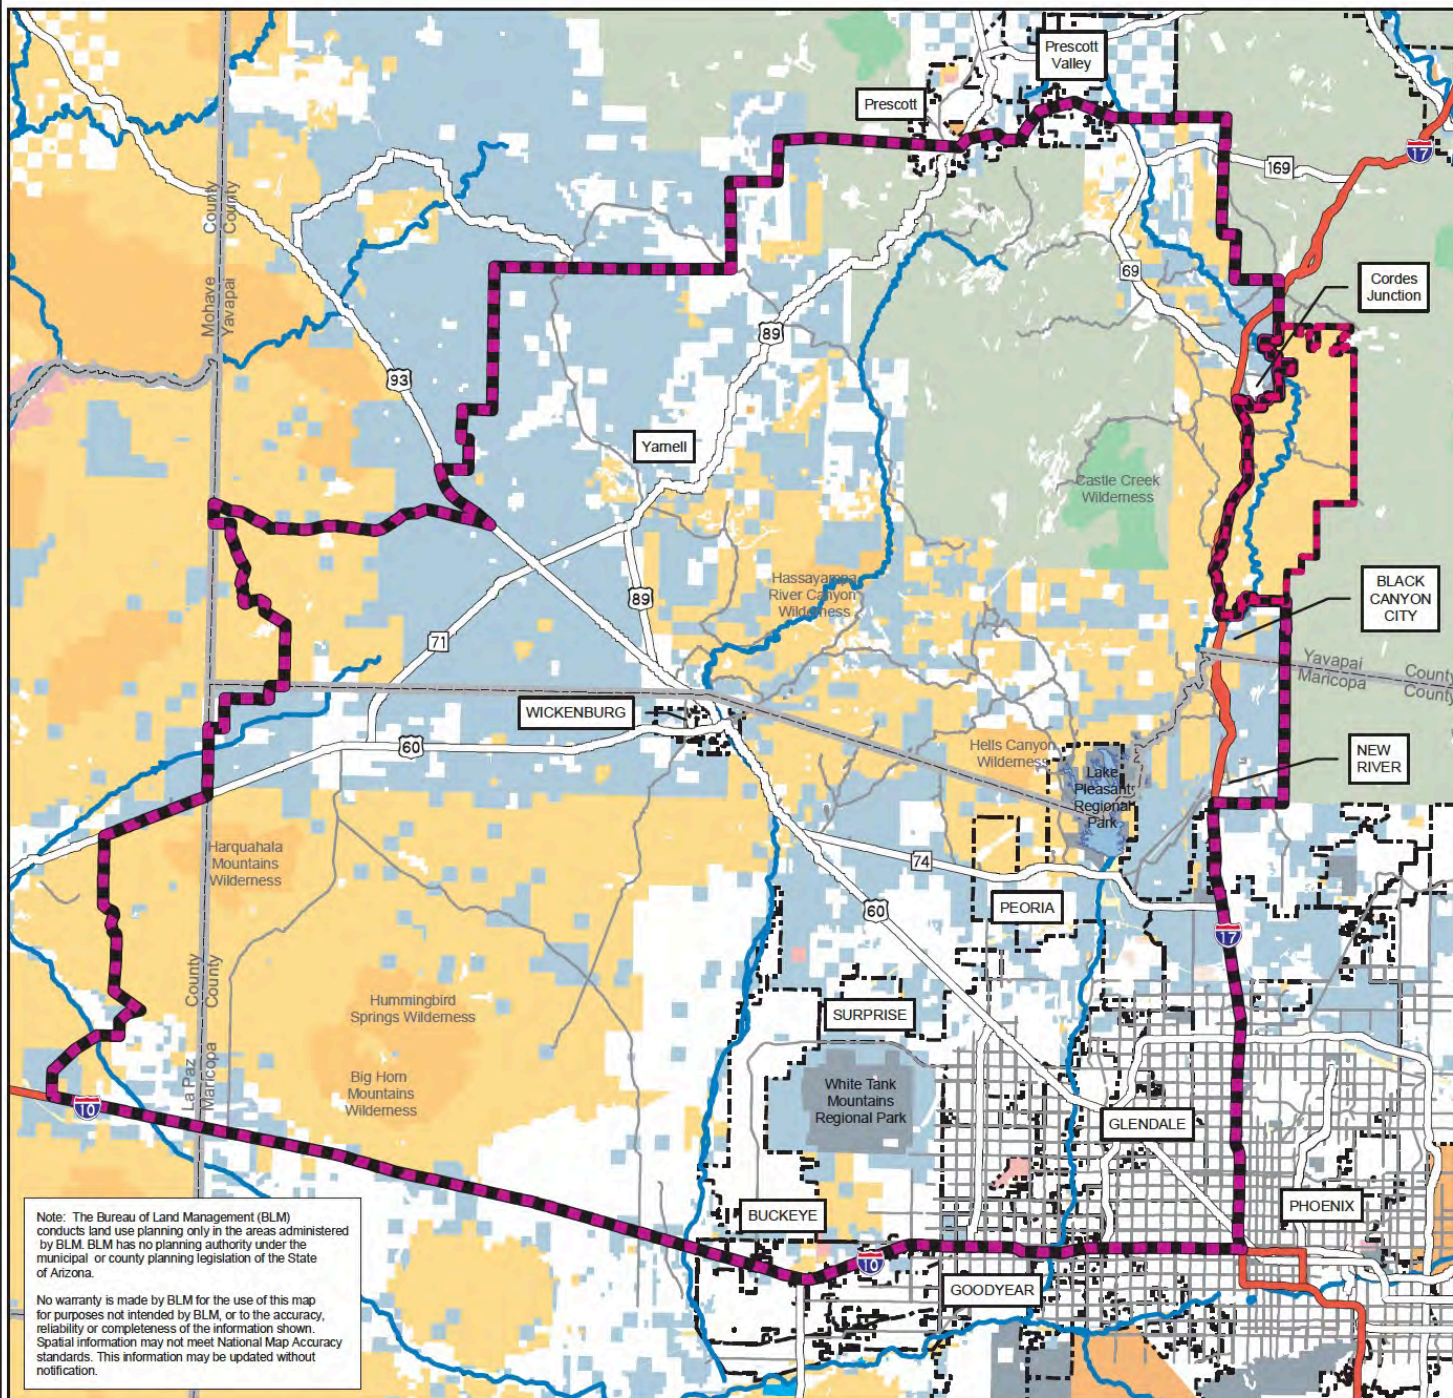 Prescott
Valley
Prescott
17
169
County
County
Mohave
Yavapai
69
Cordes
Junction
89
93
Yarnell
Castle Creek
Wilderness
Hassayampa
River Canyon
Wilderness
89
BLACK
CANYON
CITY
71
Yavapai
County
Maricopa
County
WICKENBURG
60
Hells Canyon
Wilderness
NEW
RIVER
Lake
Pleasant
Regional
Park
Harquahala
Mountains
Wilderness
74
60
PEORIA
17
County
County
La Paz
Maricopa
Hummingbird
Springs Wilderness
SURPRISE
Big Horn
Mountains
Wilderness
White Tank
Mountains
Regional Park
10
GLENDALE
PHOENIX
BUCKEYE
10
GOODYEAR
Note: The Bureau of Land Management (BLM)
conducts land use planning only in the areas administered
by BLM. BLM has no planning authority under the
municipal or county planning legislation of the State
of Arizona.
No warranty is made by BLM for the use of this map
for purposes not intended by BLM, or to the accuracy,
reliability or completeness of the information shown.
Spatial information may not meet National Map Accuracy
standards. This information may be updated without
notification.